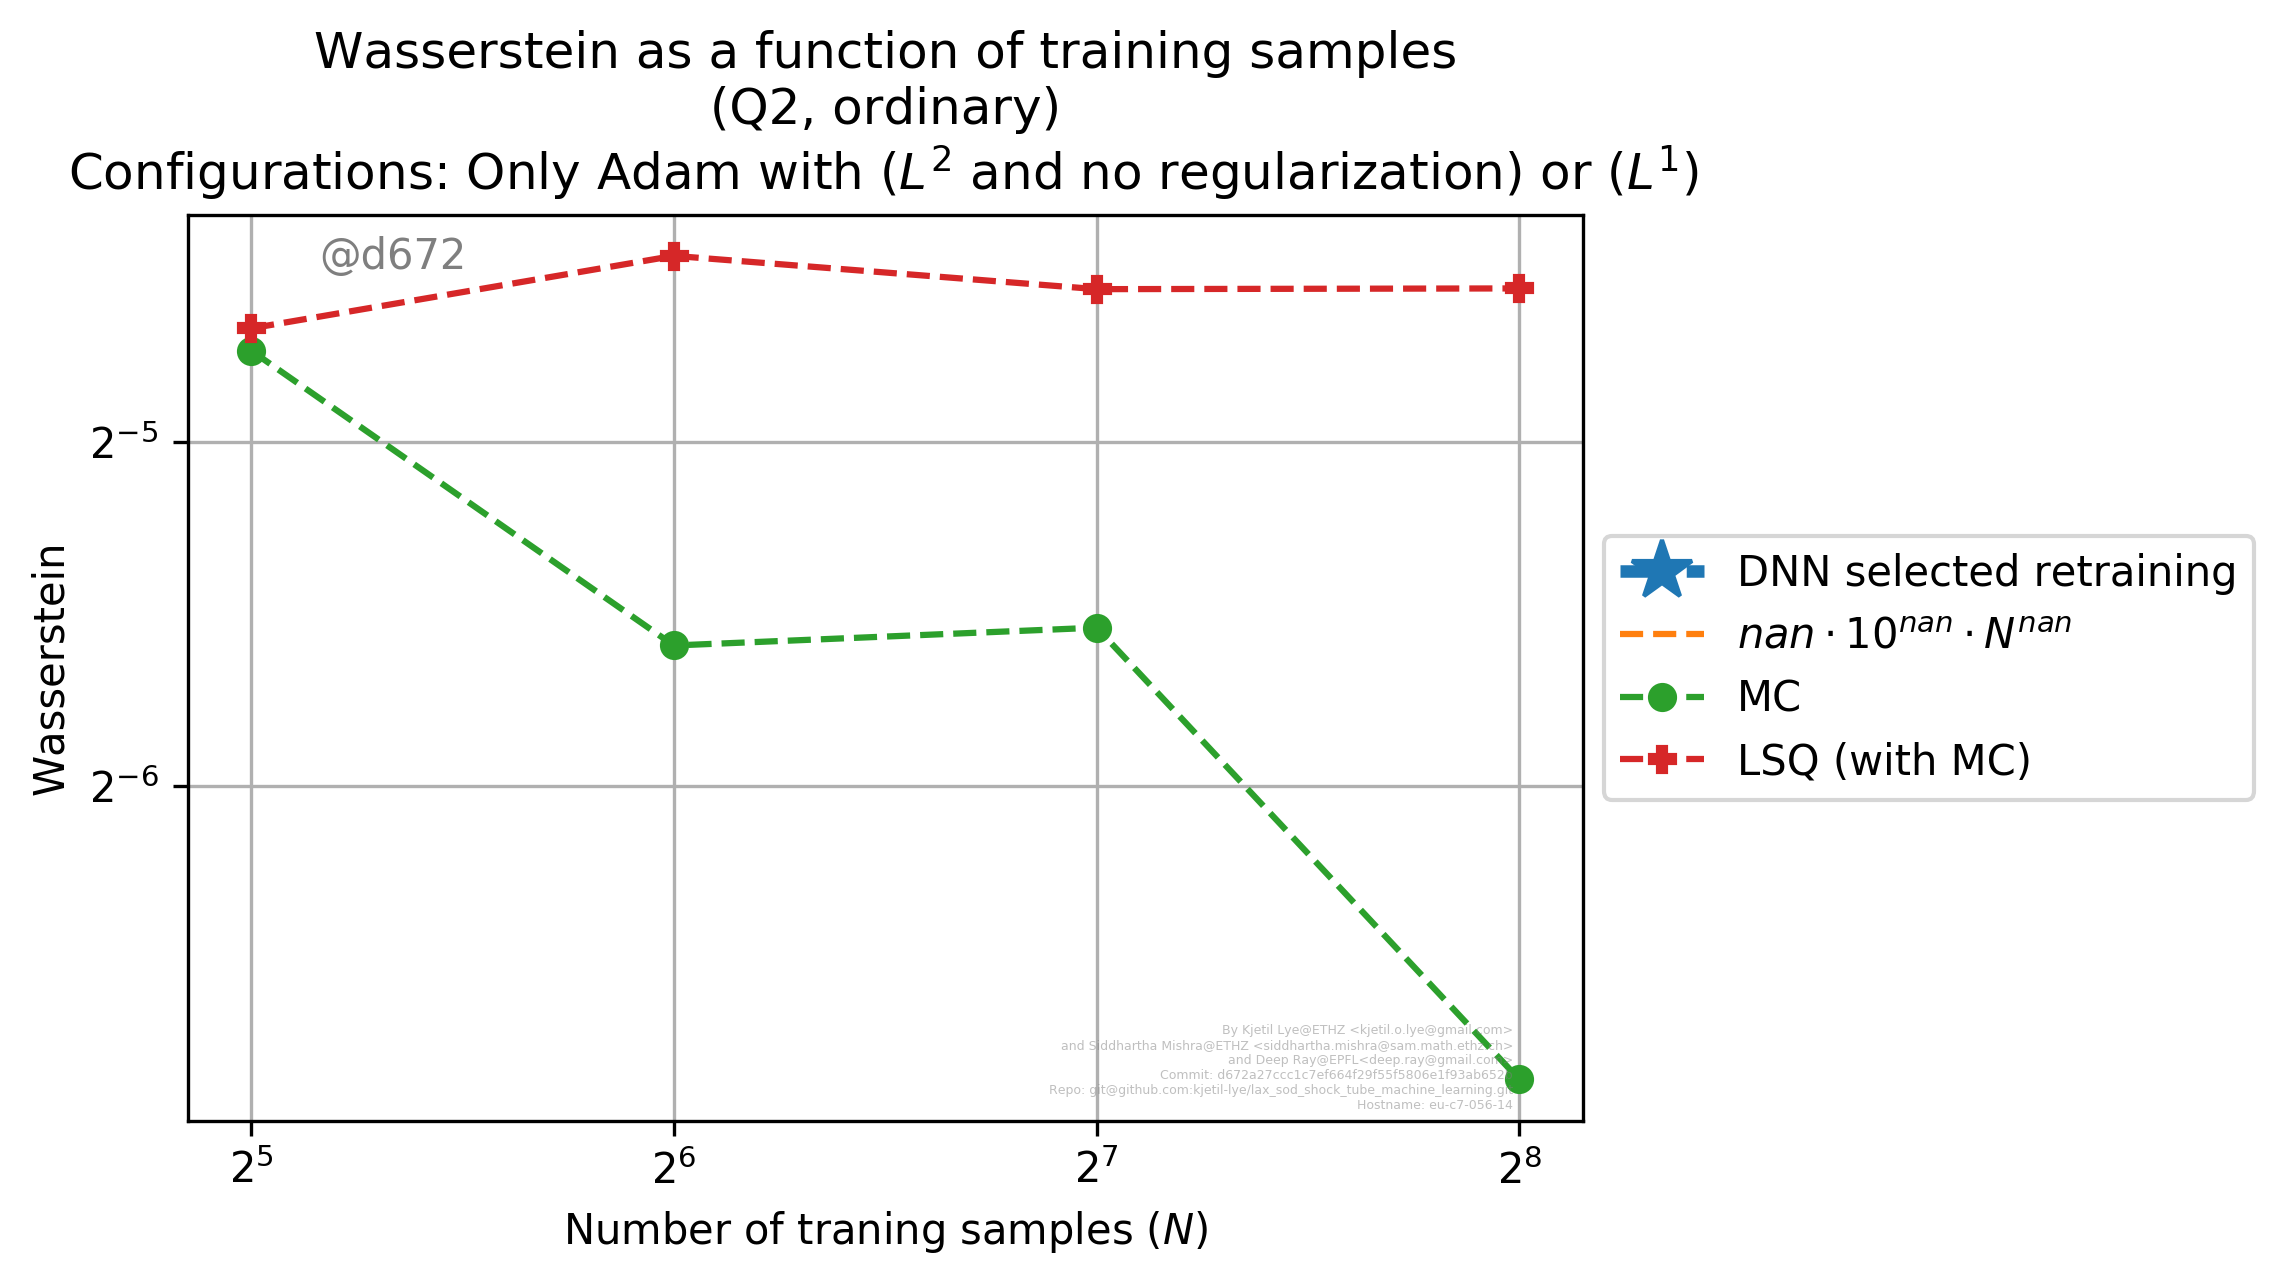 Wasserstein as a function of training samples
(Q2, ordinary)
Configurations: Only Adam with (L² and no regularization) or (L¹)
@d672
2⁻⁵
2⁻⁶
Wasserstein
By Kjetil Lye@ETHZ <kjetil.o.lye@gmail.com>
and Siddhartha Mishra@ETHZ <siddhartha.mishra@sam.math.ethz.ch>
and Deep Ray@EPFL<deep.ray@gmail.com>
Commit: d672a27ccc1c7ef664f29f55f5806e1f93ab652
Repo: git@github.com:kjetil-lye/lax_sod_shock_tube_machine_learning.git
Hostname: eu-c7-056-14
2⁵ 2⁶ 2⁷ 2⁸
Number of traning samples (N)
DNN selected retraining
nan · 10ⁿᵃⁿ · Nⁿᵃⁿ
MC
LSQ (with MC)